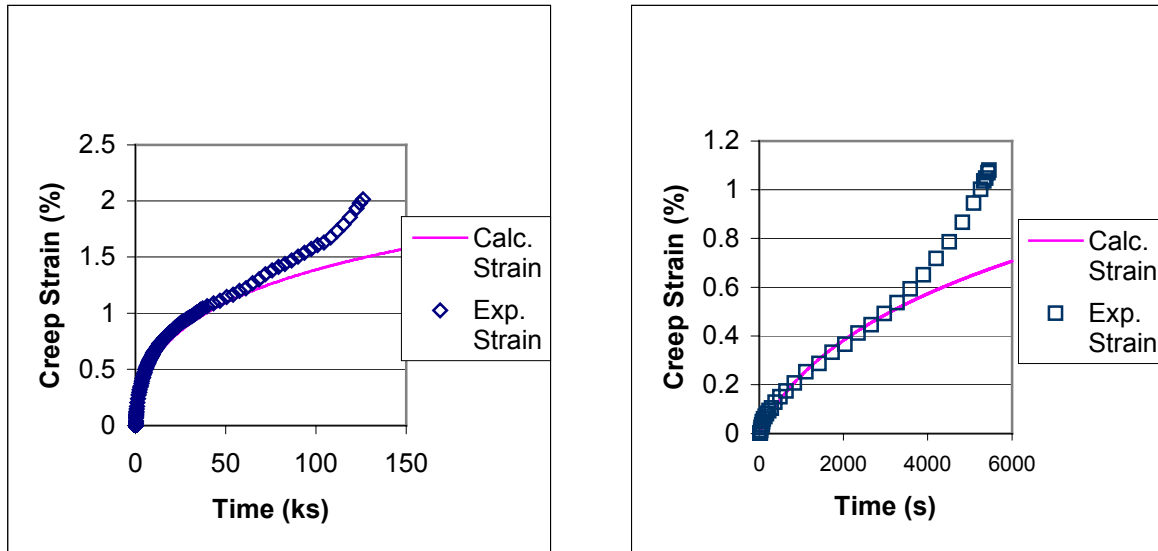 2.5
2
1.5
1
0.5
0
0
50
100
150
Creep Strain (%)
Time (ks)
Calc.
Strain
Exp.
Strain
1.2
1
0.8
0.6
0.4
0.2
0
0
2000
4000
6000
Creep Strain (%)
Time (s)
Calc.
Strain
Exp.
Strain